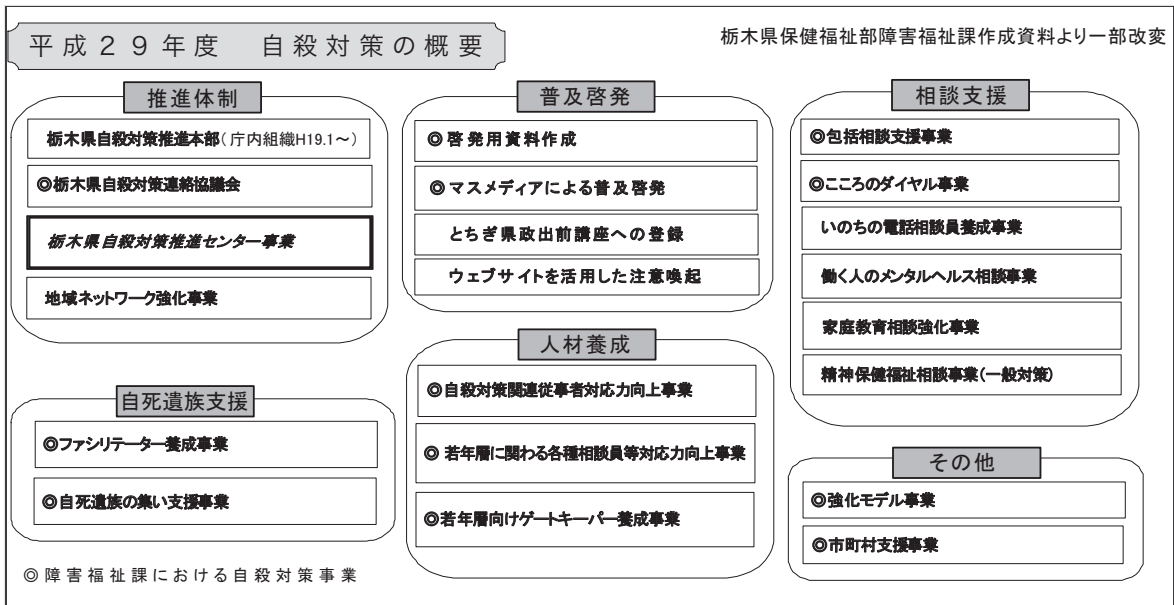 平成２９年度　自殺対策の概要
栃木県保健福祉部障害福祉課作成資料より一部改変
推進体制
栃木県自殺対策推進本部（庁内組織H19.1～）
◎栃木県自殺対策連絡協議会
栃木県自殺対策推進センター事業
地域ネットワーク強化事業
自死遺族支援
◎ファシリテーター養成事業
◎自死遺族の集い支援事業
◎障害福祉課における自殺対策事業
普及啓発
◎啓発用資料作成
◎マスメディアによる普及啓発
とちぎ県政出前講座への登録
ウェブサイトを活用した注意喚起
人材養成
◎自殺対策関連従事者対応力向上事業
◎若年層に関わる各種相談員等対応力向上事業
◎若年層向けゲートキーパー養成事業
相談支援
◎包括相談支援事業
◎こころのダイヤル事業
いのちの電話相談員養成事業
働く人のメンタルヘルス相談事業
家庭教育相談強化事業
精神保健福祉相談事業（一般対策）
その他
◎強化モデル事業
◎市町村支援事業